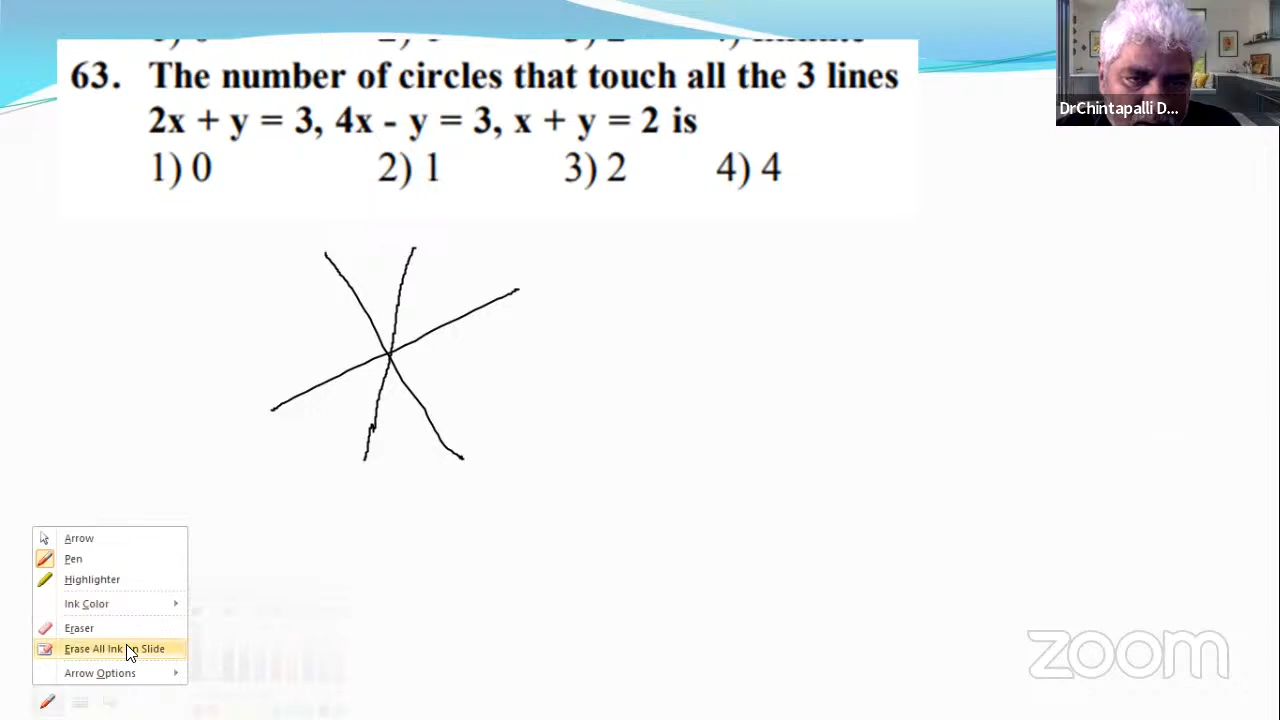 63. The number of circles that touch all the 3 lines
2x + y = 3, 4x - y = 3, x + y = 2 is
1) 0 2) 1 3) 2 4) 4
DrChintapalli D...
Arrow
Pen
Highlighter
Ink Color
Eraser
Erase All Ink on Slide
Arrow Options
zoom